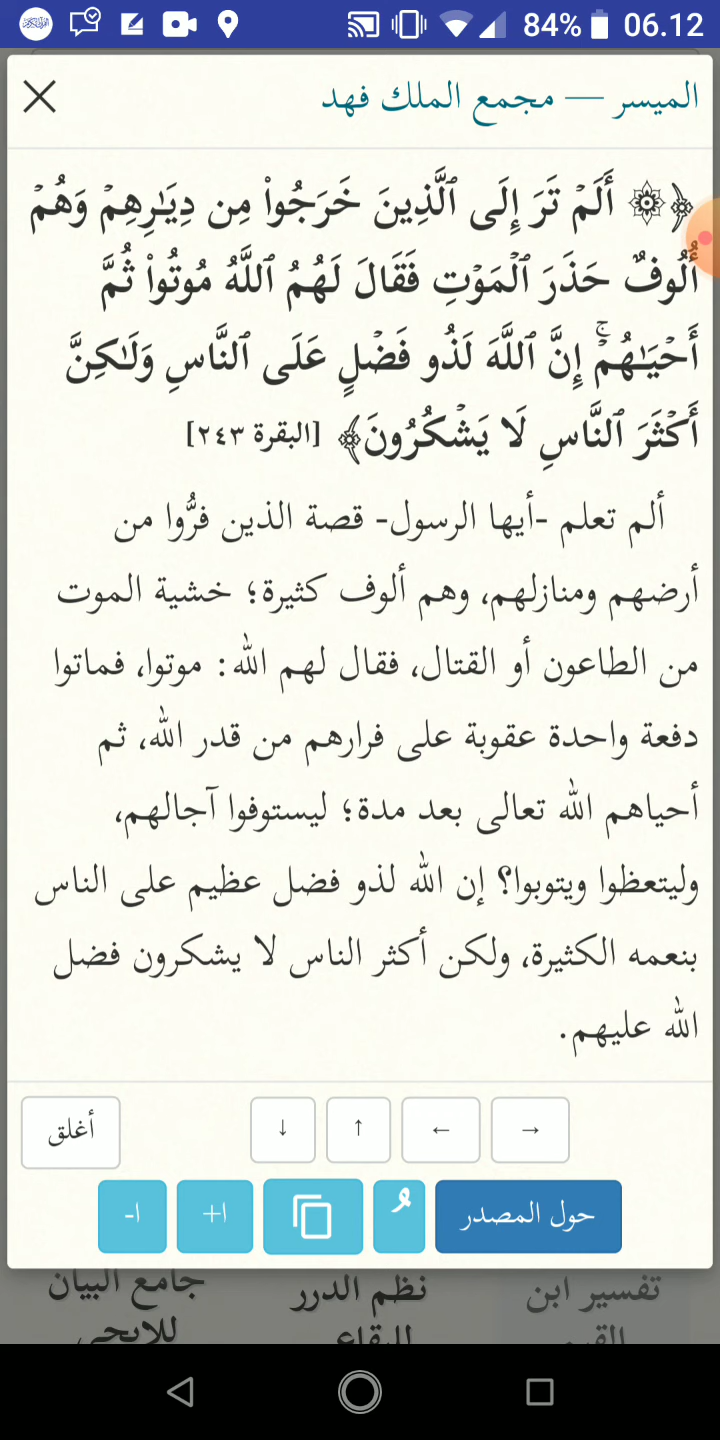 84% 06.12
الميسر — مجمع الملك فهد
﴿۞ أَلَمۡ تَرَ إِلَى ٱلَّذِينَ خَرَجُواْ مِن دِيَٰرِهِمۡ وَهُمۡ
أُلُوفٌ حَذَرَ ٱلۡمَوۡتِ فَقَالَ لَهُمُ ٱللَّهُ مُوتُواْ ثُمَّ
أَحۡيَٰهُمۡۚ إِنَّ ٱللَّهَ لَذُو فَضۡلٍ عَلَى ٱلنَّاسِ وَلَٰكِنَّ
أَكۡثَرَ ٱلنَّاسِ لَا يَشۡكُرُونَ﴾ [البقرة ٢٤٣]
ألم تعلم -أيها الرسول- قصة الذين فرُّوا من
أرضهم ومنازلهم، وهم ألوف كثيرة؛ خشية الموت
من الطاعون أو القتال، فقال لهم الله: موتوا، فماتوا
دفعة واحدة عقوبة على فرارهم من قدر الله، ثم
أحياهم الله تعالى بعد مدة؛ ليستوفوا آجالهم،
وليتعظوا ويتوبوا؟ إن الله لذو فضل عظيم على الناس
بنعمه الكثيرة، ولكن أكثر الناس لا يشكرون فضل
الله عليهم.
→ ← ↑ ↓ أغلق
حول المصدر ا+ ا-
تفسير ابن نظم الدرر جامع البيان
القيم للبقاعي للإيجي